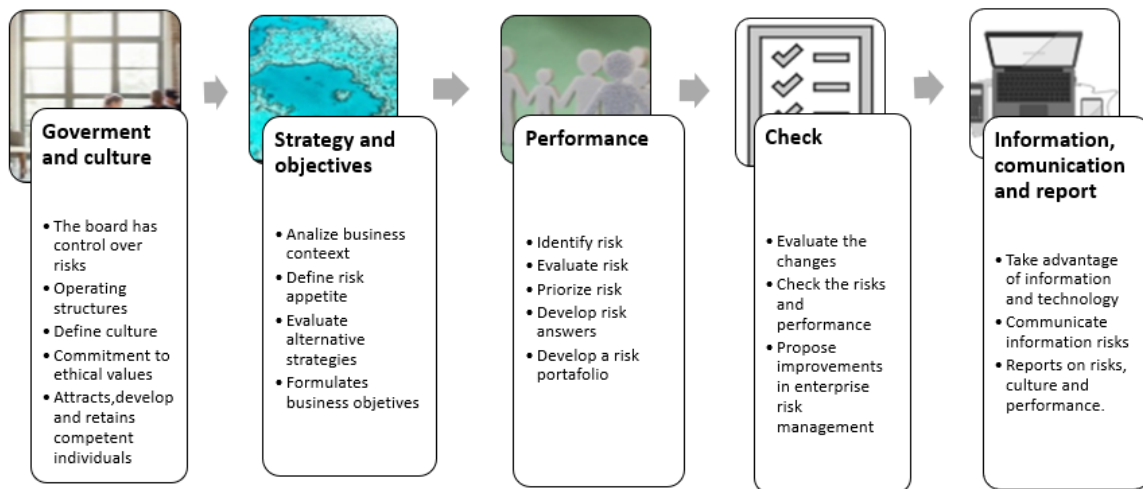 Goverment
and culture
• The board has
control over
risks
• Operating
structures
• Define culture
• Commitment to
ethical values
• Attracts,develop
and retains
competent
individuals
Strategy and
objectives
• Analize business
conteext
• Define risk
appetite
• Evaluate
alternative
strategies
• Formulates
business objetives
Performance
• Identify risk
• Evaluate risk
• Priorize risk
• Develop risk
answers
• Develop a risk
portafolio
Check
• Evaluate the
changes
• Check the risks
and
performance
• Propose
improvements
in enterprise
risk
management
Information,
comunication
and report
• Take advantage
of information
and technology
• Communicate
information risks
• Reports on risks,
culture and
performance.